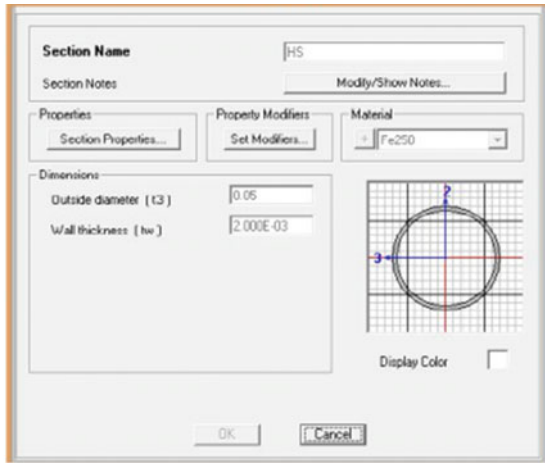 Section Name HS
Section Notes Modify/Show Notes...
Properties Property Modifiers Material
Section Properties... Set Modifiers... + Fe250
Dimensions
Outside diameter ( t3 ) 0.05
Wall thickness ( tw ) 2.000E-03
2
3
Display Color
OK Cancel